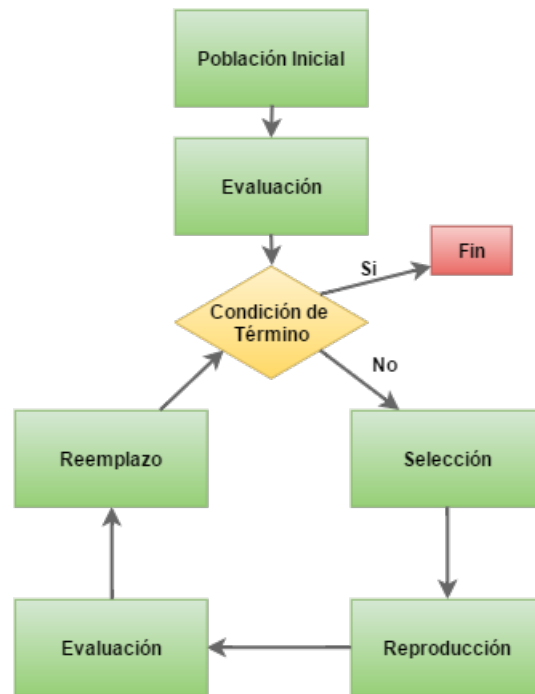 Población Inicial
Evaluación
Si
Fin
Condición de
Término
No
Reemplazo
Selección
Evaluación
Reproducción